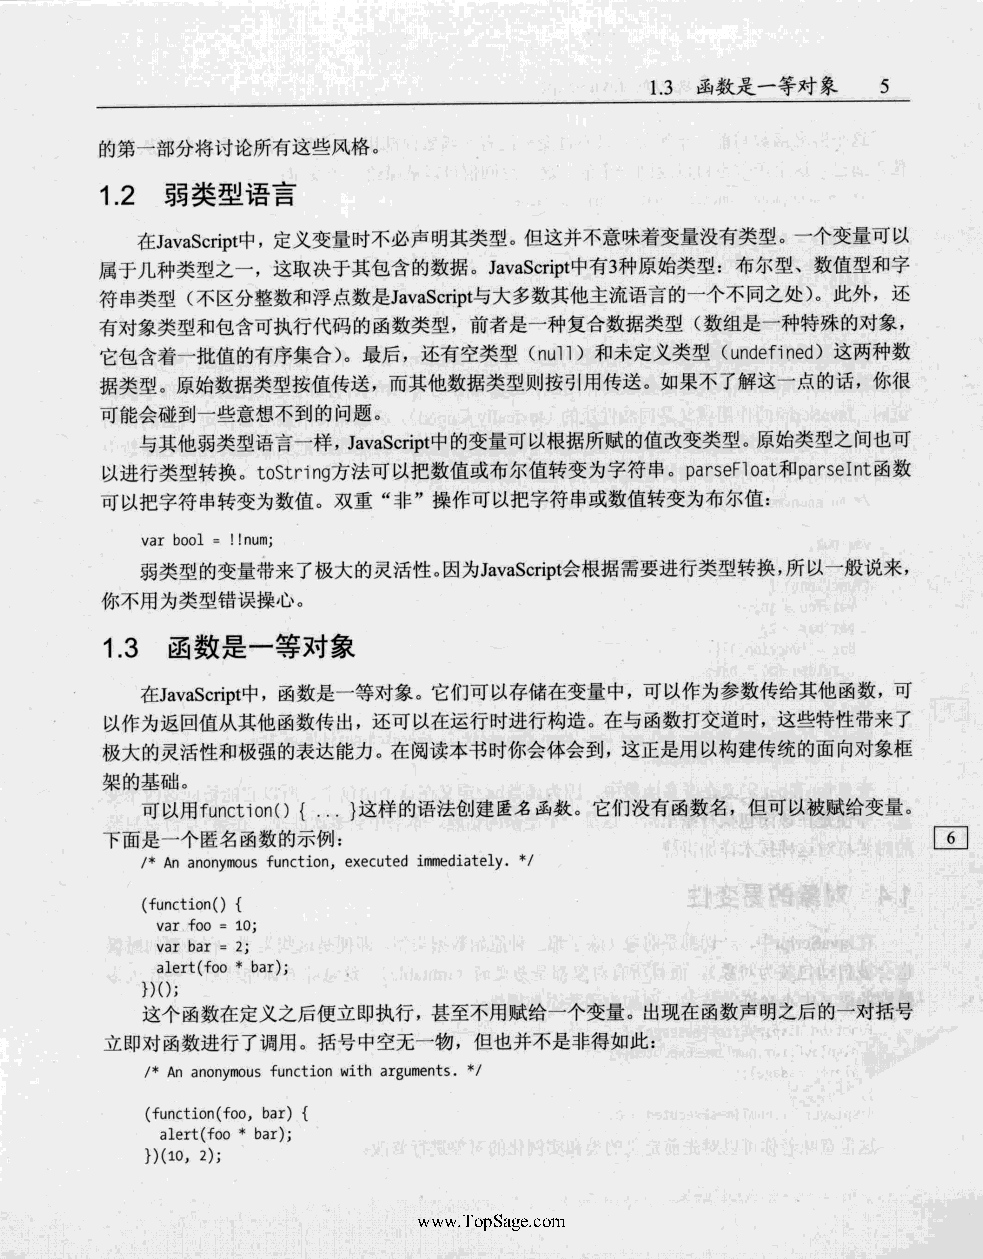 1.3 函数是一等对象 5
的第一部分将讨论所有这些风格。
1.2 弱类型语言
在JavaScript中，定义变量时不必声明其类型。但这并不意味着变量没有类型。一个变量可以
属于几种类型之一，这取决于其包含的数据。JavaScript中有3种原始类型：布尔型、数值型和字
符串类型（不区分整数和浮点数是JavaScript与大多数其他主流语言的一个不同之处）。此外，还
有对象类型和包含可执行代码的函数类型，前者是一种复合数据类型（数组是一种特殊的对象，
它包含着一批值的有序集合）。最后，还有空类型（null）和未定义类型（undefined）这两种数
据类型。原始数据类型按值传送，而其他数据类型则按引用传送。如果不了解这一点的话，你很
可能会碰到一些意想不到的问题。
与其他弱类型语言一样，JavaScript中的变量可以根据所赋的值改变类型。原始类型之间也可
以进行类型转换。toString方法可以把数值或布尔值转变为字符串。parseFloat和parseInt函数
可以把字符串转变为数值。双重“非”操作可以把字符串或数值转变为布尔值：
var bool = !!num;
弱类型的变量带来了极大的灵活性。因为JavaScript会根据需要进行类型转换，所以一般说来，
你不用为类型错误操心。
1.3 函数是一等对象
在JavaScript中，函数是一等对象。它们可以存储在变量中，可以作为参数传给其他函数，可
以作为返回值从其他函数传出，还可以在运行时进行构造。在与函数打交道时，这些特性带来了
极大的灵活性和极强的表达能力。在阅读本书时你会体会到，这正是用以构建传统的面向对象框
架的基础。
可以用function() { ... }这样的语法创建匿名函数。它们没有函数名，但可以被赋给变量。
下面是一个匿名函数的示例：
6
/* An anonymous function, executed immediately. */
(function() {
var foo = 10;
var bar = 2;
alert(foo * bar);
})();
这个函数在定义之后便立即执行，甚至不用赋给一个变量。出现在函数声明之后的一对括号
立即对函数进行了调用。括号中空无一物，但也并不是非得如此：
/* An anonymous function with arguments. */
(function(foo, bar) {
alert(foo * bar);
})(10, 2);
www.TopSage.com